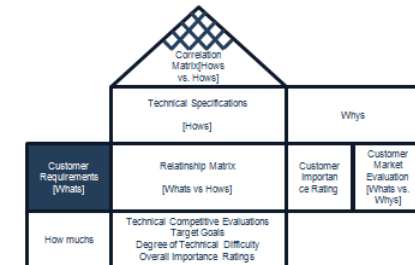 Correlation
Matrix[Hows
vs. Hows]
Technical Specifications
[Hows]
Whys
Customer
Requirements
[Whats]
Relatinship Matrix
[Whats vs Hows]
Customer
Importan
ce Rating
Customer
Market
Evaluation
[Whats vs.
Whys]
How muchs
Technical Competitive Evaluations
Target Goals
Degree of Technical Difficulty
Overall Importance Ratings